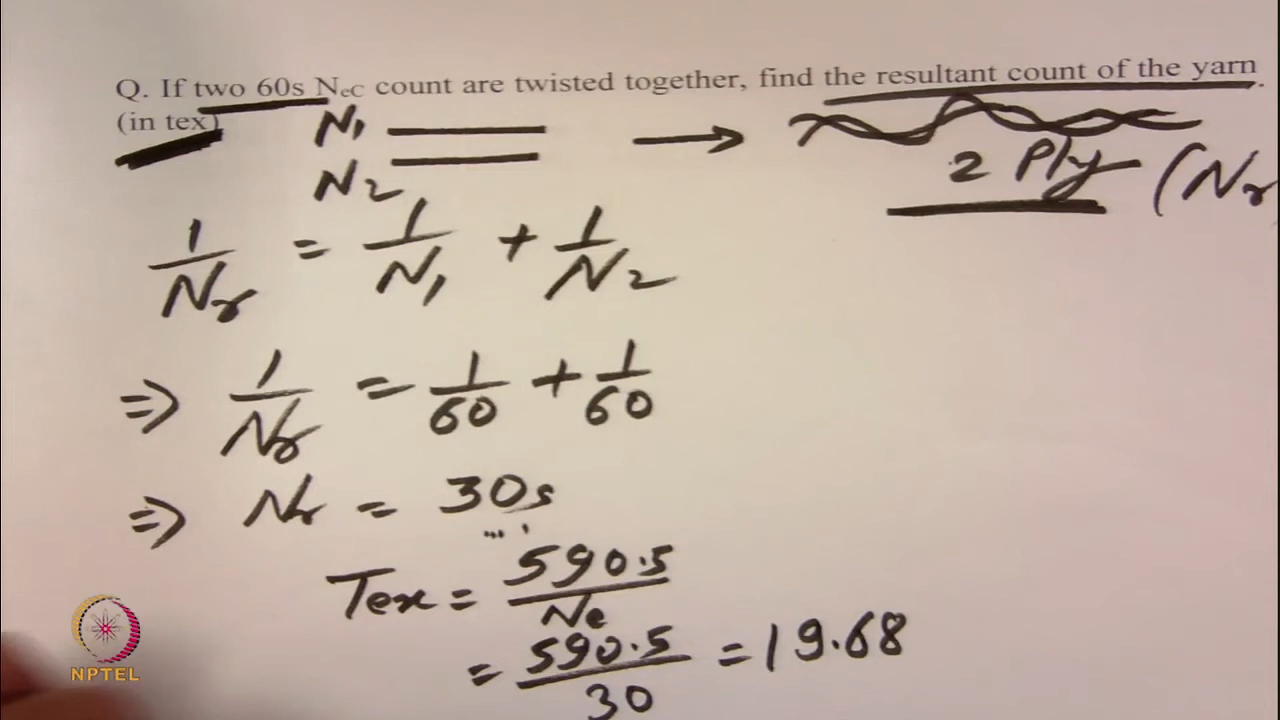 Q. If two 60s NeC count are twisted together, find the resultant count of the yarn.
(in tex)
N1
N2
→ 2 Ply (Nr
1/Nr = 1/N1 + 1/N2
⇒ 1/Nr = 1/60 + 1/60
⇒ Nr = 30s
Tex = 590.5/Ne
= 590.5/30 = 19.68
NPTEL